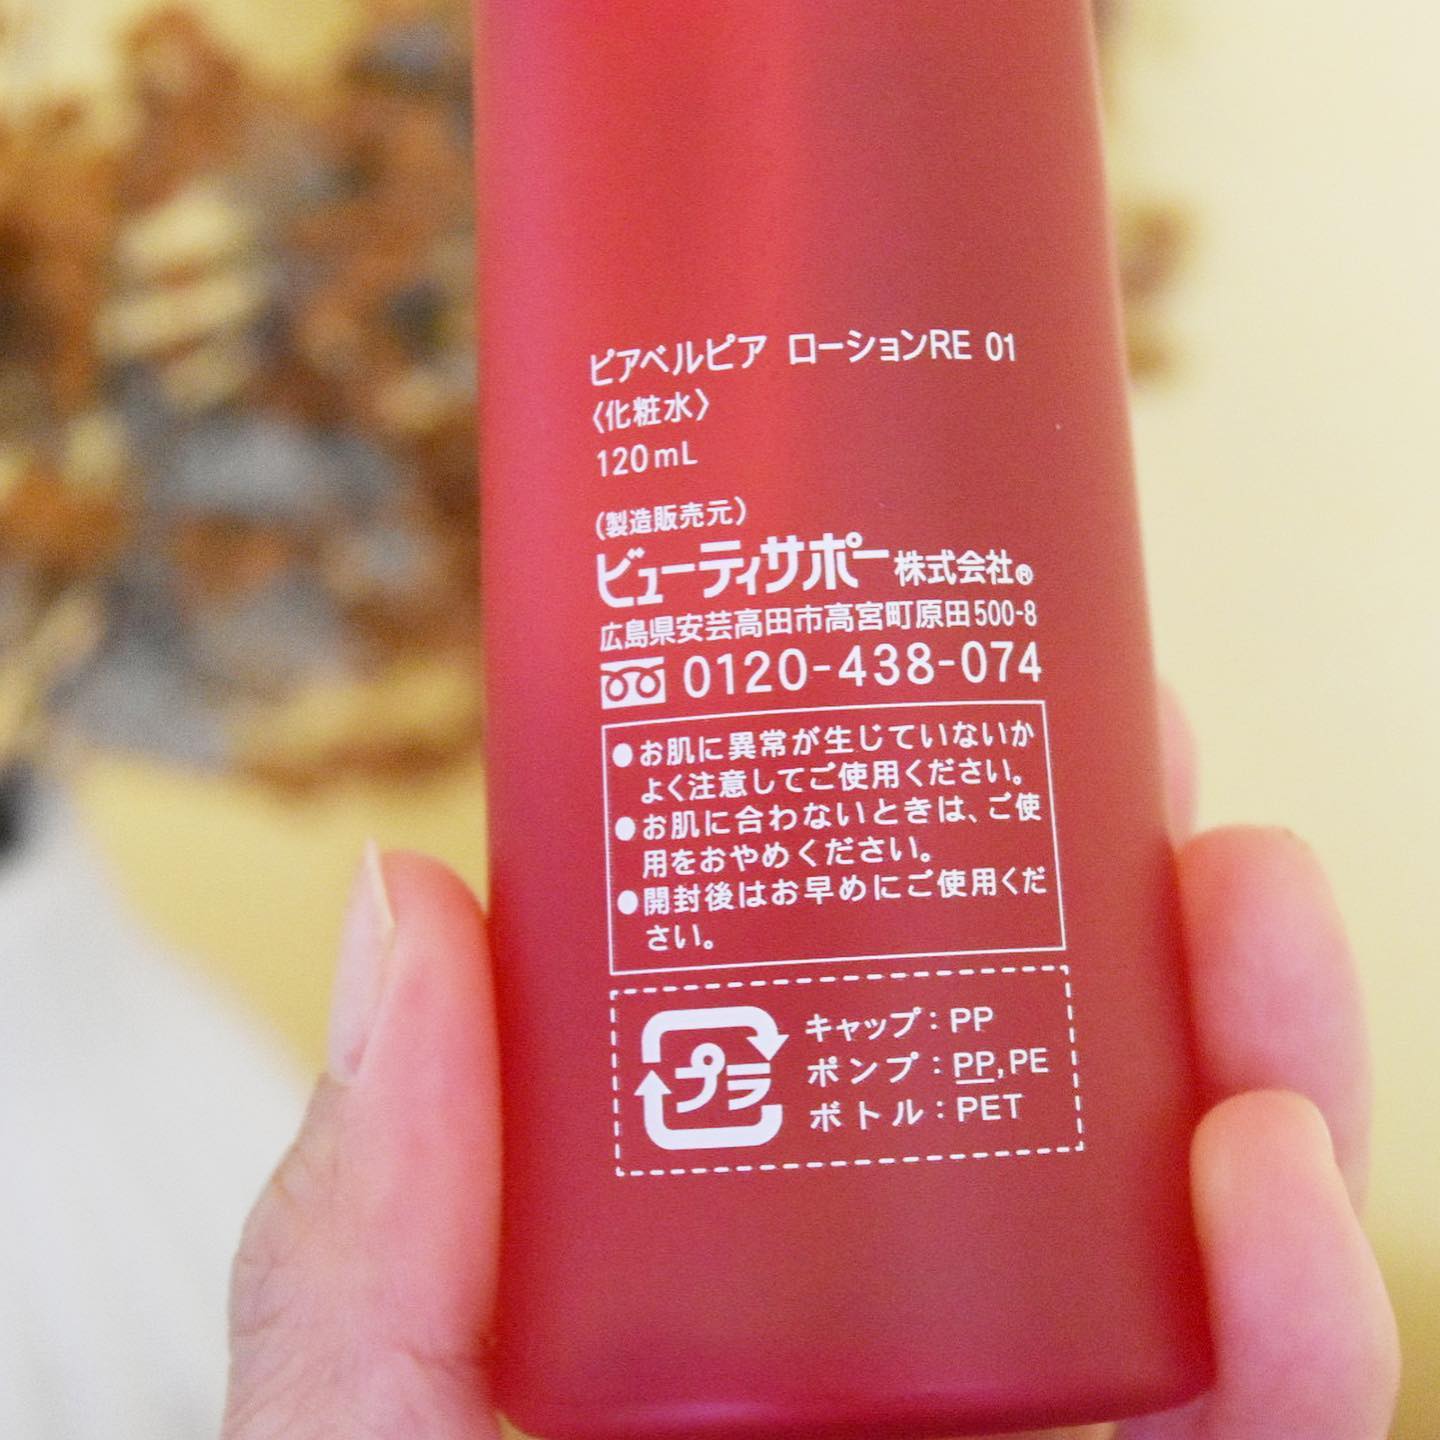 ピアベルピア ローションRE 01
〈化粧水〉
120mL
(製造販売元)
ビューティサポー株式会社®
広島県安芸高田市高宮町原田500-8
0120-438-074
●お肌に異常が生じていないか
よく注意してご使用ください。
●お肌に合わないときは、ご使
用をおやめください。
●開封後はお早めにご使用くだ
さい。
プラ
キャップ：PP
ポンプ：PP,PE
ボトル：PET